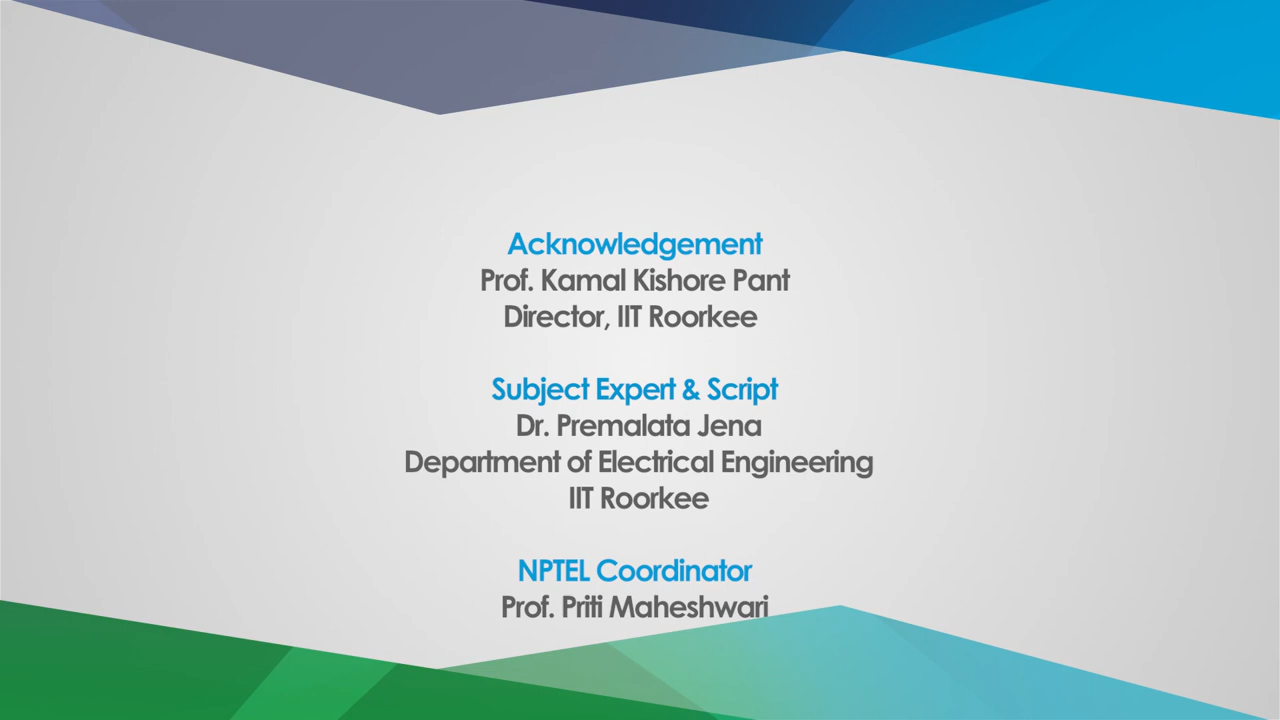 Acknowledgement
Prof. Kamal Kishore Pant
Director, IIT Roorkee
Subject Expert & Script
Dr. Premalata Jena
Department of Electrical Engineering
IIT Roorkee
NPTEL Coordinator
Prof. Priti Maheshwari